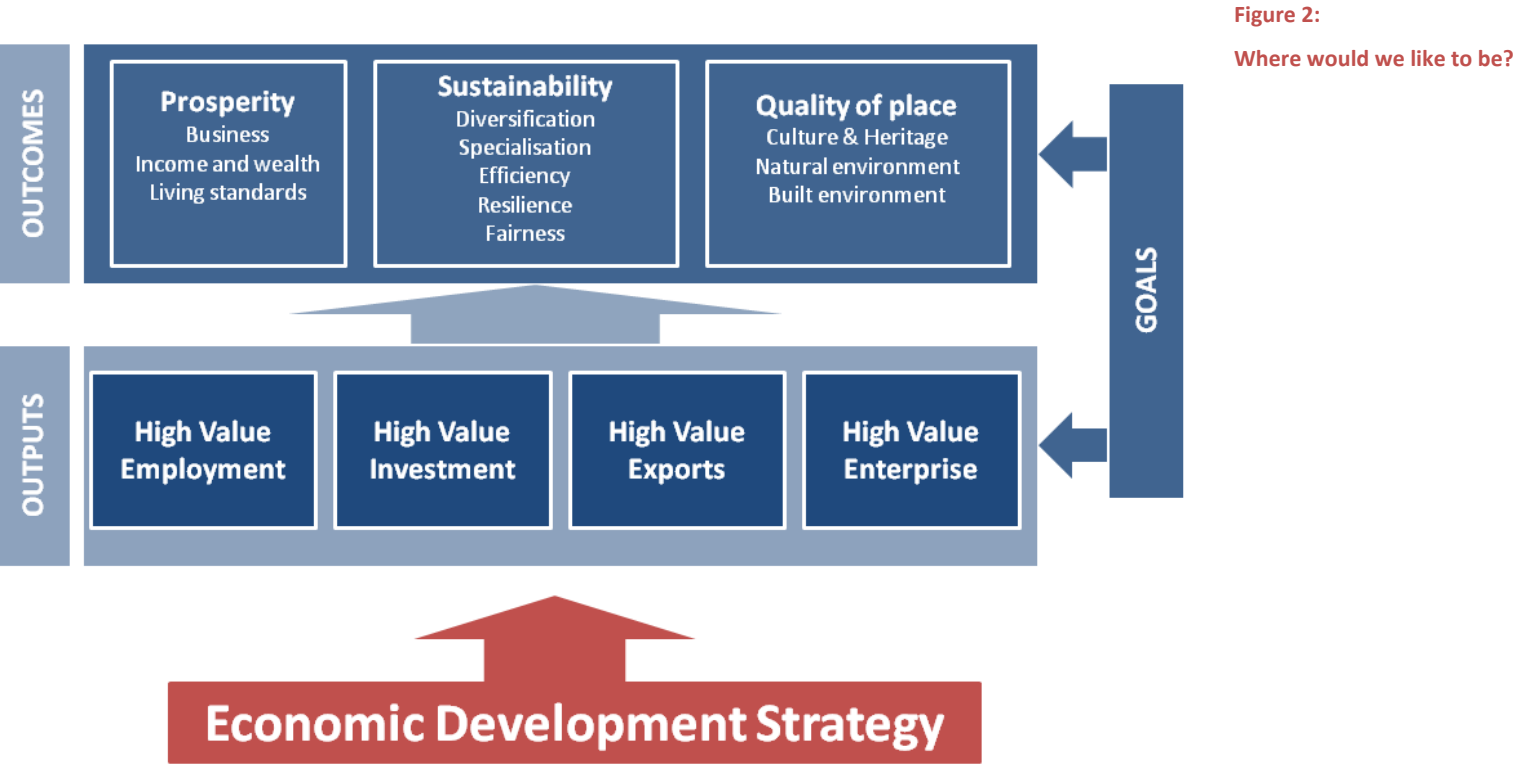 Figure 2:
Where would we like to be?
OUTCOMES
Prosperity
Business
Income and wealth
Living standards
Sustainability
Diversification
Specialisation
Efficiency
Resilience
Fairness
Quality of place
Culture & Heritage
Natural environment
Built environment
GOALS
OUTPUTS
High Value
Employment
High Value
Investment
High Value
Exports
High Value
Enterprise
Economic Development Strategy